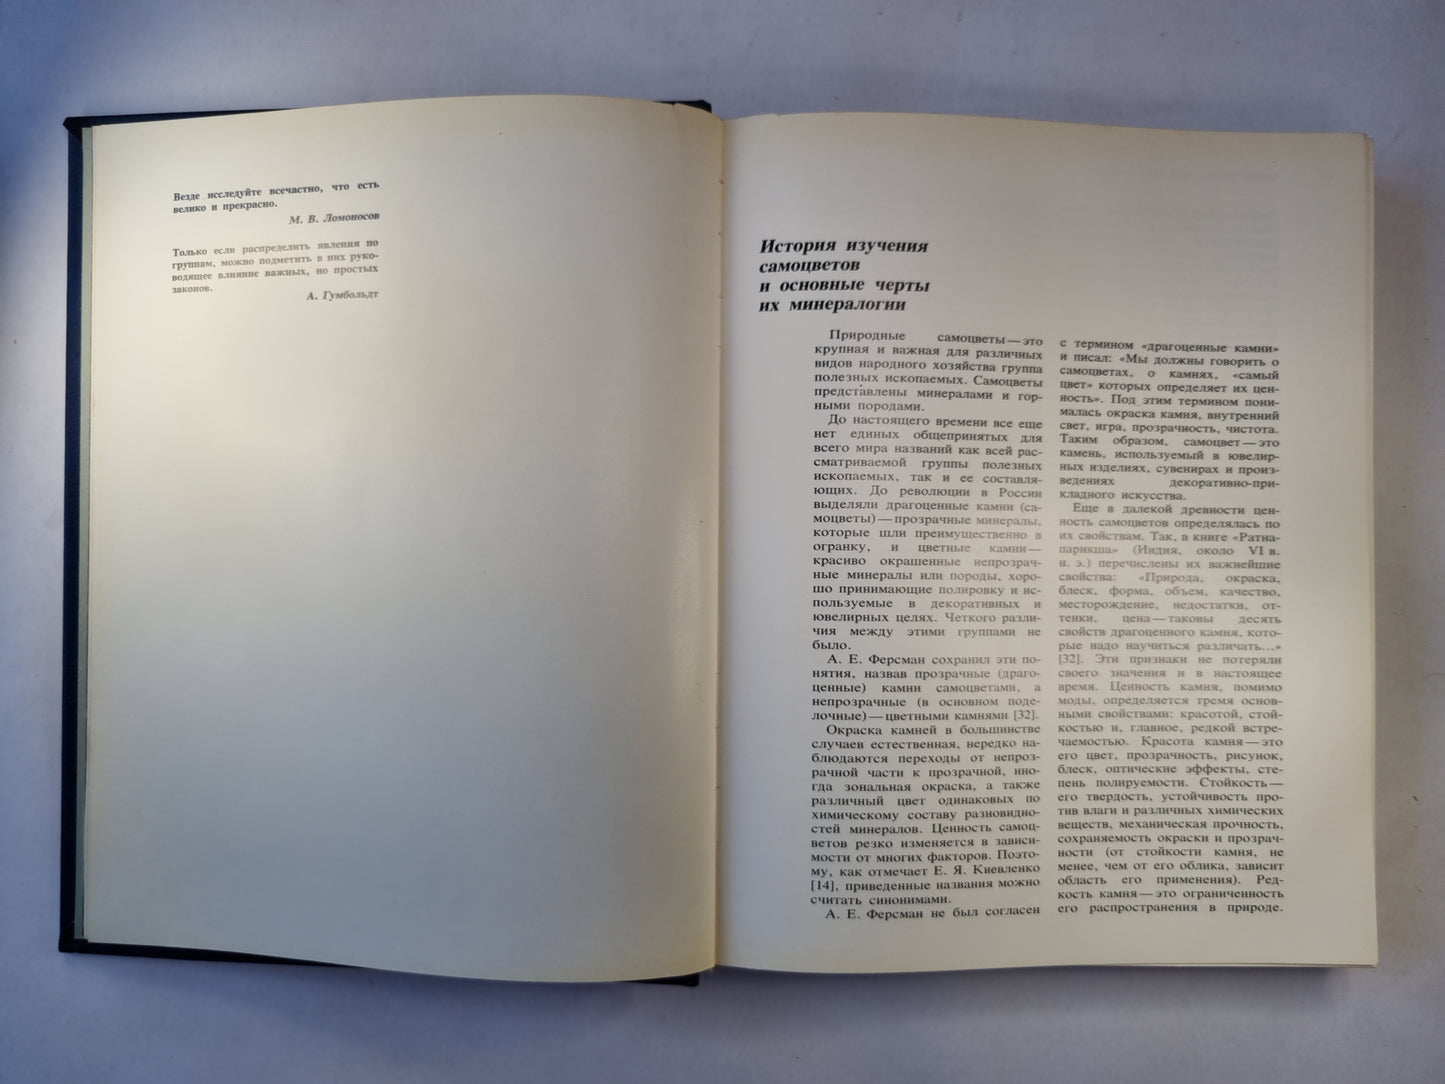 Везде исследуйте всечастно, что есть
велико и прекрасно.
М. В. Ломоносов
Только если распределить явления по
группам, можно подметить в них руко-
водящее влияние важных, но простых
законов.
А. Гумбольдт
История изучения
самоцветов
и основные черты
их минералогии
Природные самоцветы—это
крупная и важная для различных
видов народного хозяйства группа
полезных ископаемых. Самоцветы
представлены минералами и гор-
ными породами.
До настоящего времени все еще
нет единых общепринятых для
всего мира названий как всей рас-
сматриваемой группы полезных
ископаемых, так и ее составля-
ющих. До революции в России
выделяли драгоценные камни (са-
моцветы)—прозрачные минералы,
которые шли преимущественно в
огранку, и цветные камни—
красиво окрашенные непрозрач-
ные минералы или породы, хоро-
шо принимающие полировку и ис-
пользуемые в декоративных и
ювелирных целях. Четкого разли-
чия между этими группами не
было.
А. Е. Ферсман сохранил эти по-
нятия, назвав прозрачные (драго-
ценные) камни самоцветами, а
непрозрачные (в основном поде-
лочные)—цветными камнями [32].
Окраска камней в большинстве
случаев естественная, нередко на-
блюдаются переходы от непроз-
рачной части к прозрачной, ино-
гда зональная окраска, а также
различный цвет одинаковых по
химическому составу разновидно-
стей минералов. Ценность самоц-
ветов резко изменяется в зависи-
мости от многих факторов. Поэто-
му, как отмечает Е. Я. Киевленко
[14], приведенные названия можно
считать синонимами.
А. Е. Ферсман не был согласен
с термином «драгоценные камни»
и писал: «Мы должны говорить о
самоцветах, о камнях, «самый
цвет» которых определяет их цен-
ность». Под этим термином пони-
малась окраска камня, внутренний
свет, игра, прозрачность, чистота.
Таким образом, самоцвет—это
камень, используемый в ювелир-
ных изделиях, сувенирах и произ-
ведениях декоративно-при-
кладного искусства.
Еще в далекой древности цен-
ность самоцветов определялась по
их свойствам. Так, в книге «Ратна-
парикша» (Индия, около VI в.
н. э.) перечислены их важнейшие
свойства: «Природа, окраска,
блеск, форма, объем, качество,
месторождение, недостатки, от-
тенки, цена—таковы десять
свойств драгоценного камня, кото-
рые надо научиться различать...»
[32]. Эти признаки не потеряли
своего значения и в настоящее
время. Ценность камня, помимо
моды, определяется тремя основ-
ными свойствами: красотой, стой-
костью и, главное, редкой встре-
чаемостью. Красота камня—это
его цвет, прозрачность, рисунок,
блеск, оптические эффекты, сте-
пень полируемости. Стойкость—
его твердость, устойчивость про-
тив влаги и различных химических
веществ, механическая прочность,
сохраняемость окраски и прозрач-
ности (от стойкости камня, не
менее, чем от его облика, зависит
область его применения). Ред-
кость камня—это ограниченность
его распространения в природе.